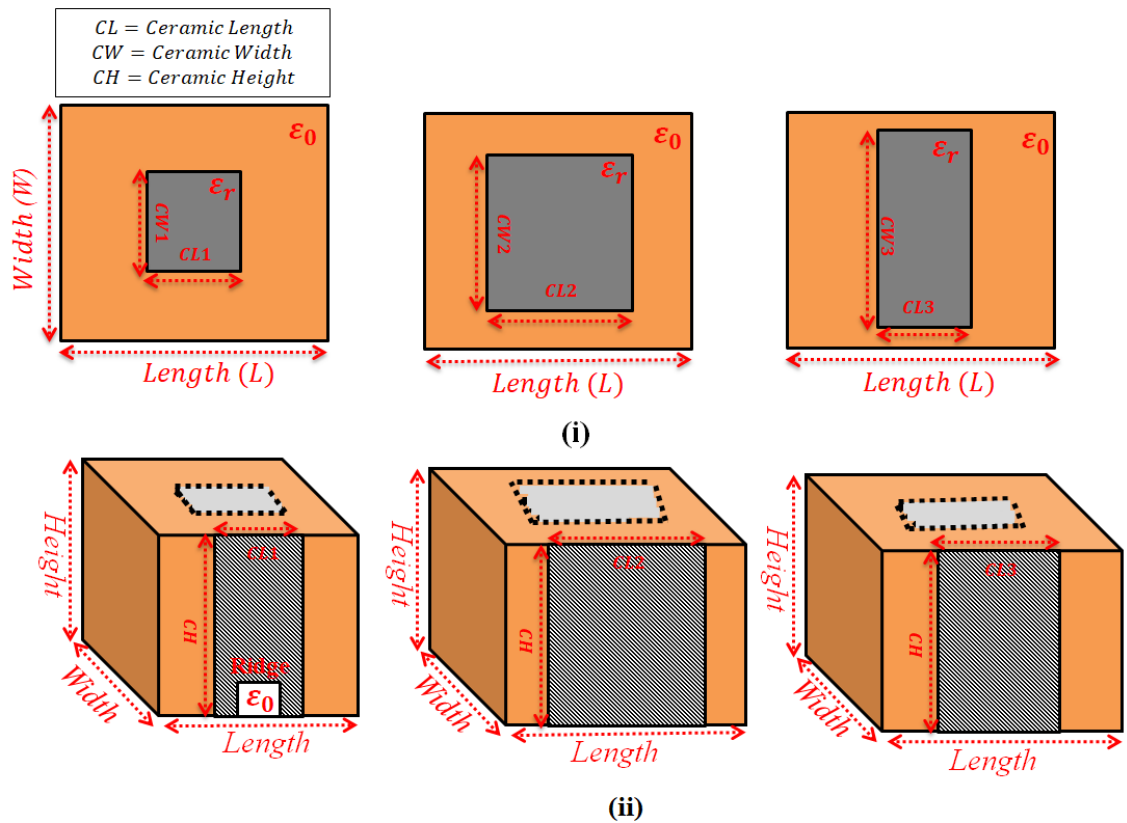 CL = Ceramic Length
CW = Ceramic Width
CH = Ceramic Height
ε0
εr
CW1
CL1
Width (W)
Length (L)
ε0
εr
CW2
CL2
Length (L)
ε0
εr
CW3
CL3
Length (L)
(i)
Height
CL1
CH
Ridge
ε0
Width
Length
Height
CL2
CH
Width
Length
Height
CL3
CH
Width
Length
(ii)